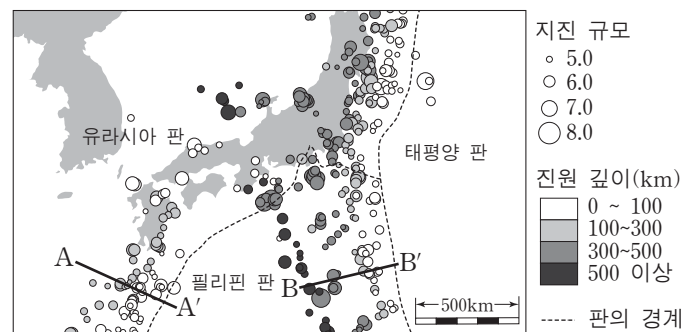 유라시아 판
태평양 판
필리핀 판
A
A′
B
B′
500km
지진 규모
5.0
6.0
7.0
8.0
진원 깊이(km)
0 ~ 100
100~300
300~500
500 이상
판의 경계